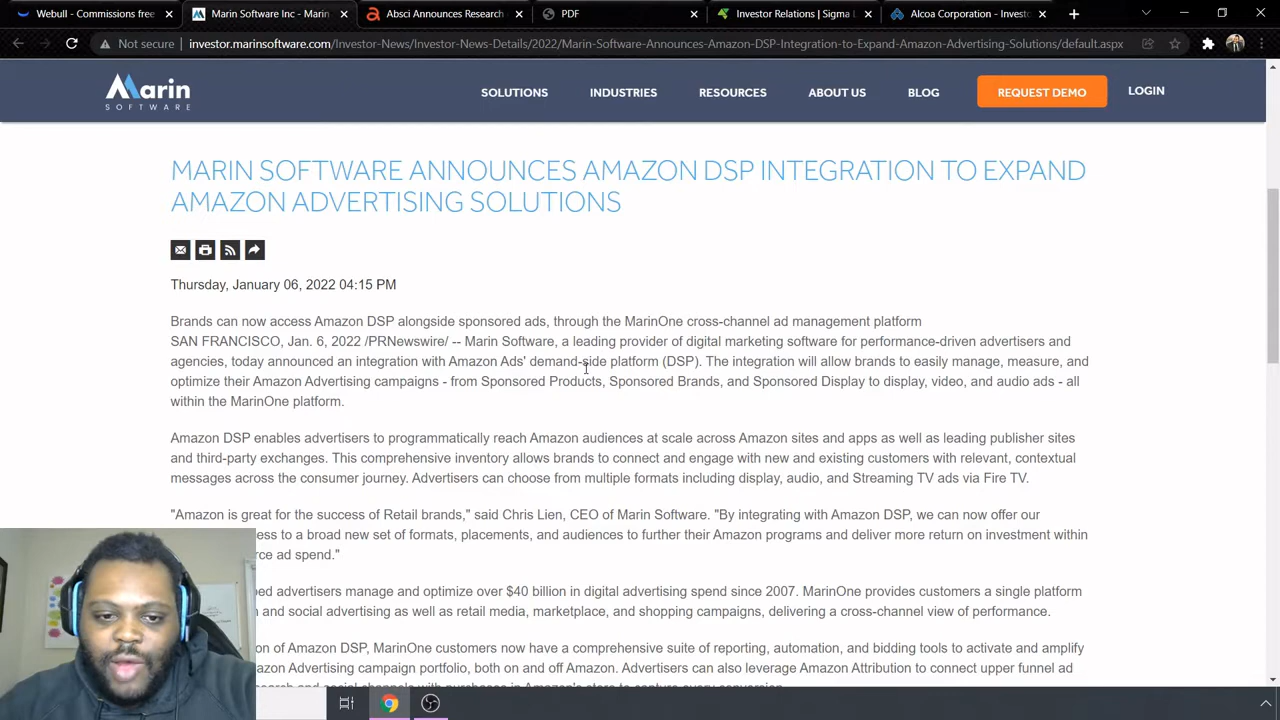 Webull - Commissions free
Marin Software Inc - Marin
Absci Announces Research
PDF
Investor Relations | Sigma L
Alcoa Corporation - Investo
Not secure
investor.marinsoftware.com/Investor-News/Investor-News-Details/2022/Marin-Software-Announces-Amazon-DSP-Integration-to-Expand-Amazon-Advertising-Solutions/default.aspx
Marin
SOFTWARE
SOLUTIONS
INDUSTRIES
RESOURCES
ABOUT US
BLOG
REQUEST DEMO
LOGIN
MARIN SOFTWARE ANNOUNCES AMAZON DSP INTEGRATION TO EXPAND
AMAZON ADVERTISING SOLUTIONS
Thursday, January 06, 2022 04:15 PM
Brands can now access Amazon DSP alongside sponsored ads, through the MarinOne cross-channel ad management platform
SAN FRANCISCO, Jan. 6, 2022 /PRNewswire/ -- Marin Software, a leading provider of digital marketing software for performance-driven advertisers and
agencies, today announced an integration with Amazon Ads' demand-side platform (DSP). The integration will allow brands to easily manage, measure, and
optimize their Amazon Advertising campaigns - from Sponsored Products, Sponsored Brands, and Sponsored Display to display, video, and audio ads - all
within the MarinOne platform.
Amazon DSP enables advertisers to programmatically reach Amazon audiences at scale across Amazon sites and apps as well as leading publisher sites
and third-party exchanges. This comprehensive inventory allows brands to connect and engage with new and existing customers with relevant, contextual
messages across the consumer journey. Advertisers can choose from multiple formats including display, audio, and Streaming TV ads via Fire TV.
"Amazon is great for the success of Retail brands," said Chris Lien, CEO of Marin Software. "By integrating with Amazon DSP, we can now offer our
ess to a broad new set of formats, placements, and audiences to further their Amazon programs and deliver more return on investment within
rce ad spend."
ed advertisers manage and optimize over $40 billion in digital advertising spend since 2007. MarinOne provides customers a single platform
and social advertising as well as retail media, marketplace, and shopping campaigns, delivering a cross-channel view of performance.
on of Amazon DSP, MarinOne customers now have a comprehensive suite of reporting, automation, and bidding tools to activate and amplify
azon Advertising campaign portfolio, both on and off Amazon. Advertisers can also leverage Amazon Attribution to connect upper funnel ad
search and social channels with purchases in Amazon's store to capture every conversion.